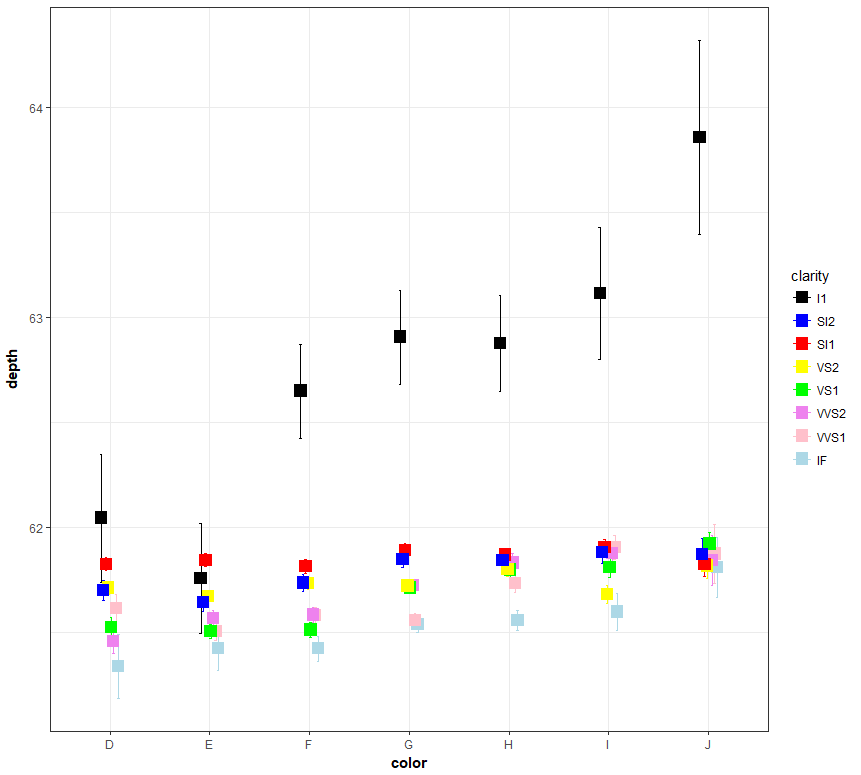 64
63
62
depth
D E F G H I J
color
clarity
I1
SI2
SI1
VS2
VS1
VVS2
VVS1
IF